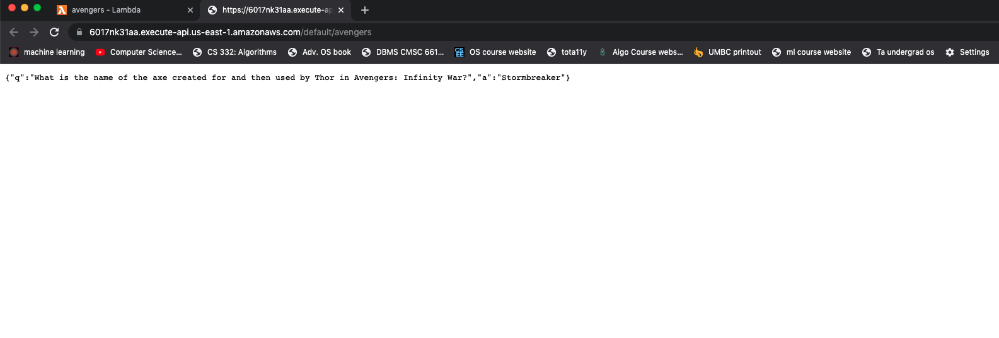 avengers - Lambda
https://6017nk31aa.execute-ap
6017nk31aa.execute-api.us-east-1.amazonaws.com/default/avengers
machine learning Computer Science... CS 332: Algorithms Adv. OS book DBMS CMSC 661... CS EE OS course website tota11y Algo Course webs... UMBC printout ml course website Ta undergrad os Settings
{"q":"What is the name of the axe created for and then used by Thor in Avengers: Infinity War?","a":"Stormbreaker"}